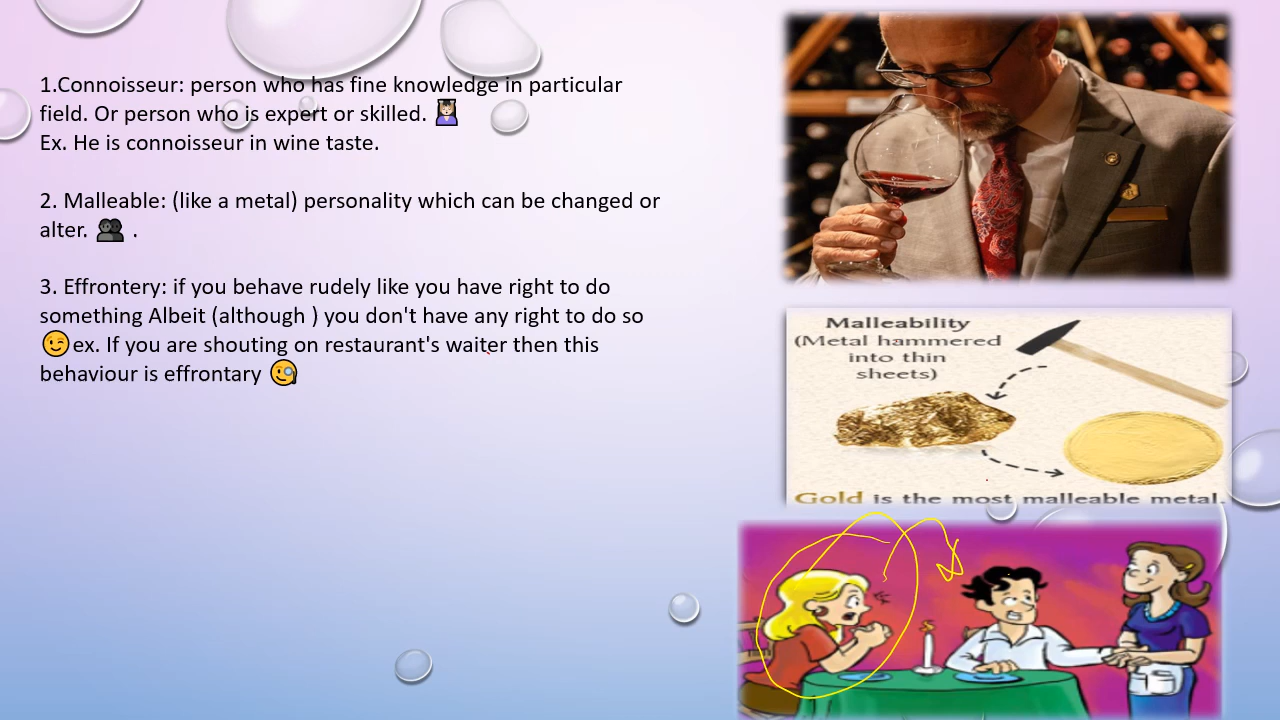 1.Connoisseur: person who has fine knowledge in particular
field. Or person who is expert or skilled. 👩🏻‍🎓
Ex. He is connoisseur in wine taste.
2. Malleable: (like a metal) personality which can be changed or
alter. 👥 .
3. Effrontery: if you behave rudely like you have right to do
something Albeit (although ) you don't have any right to do so
😉ex. If you are shouting on restaurant's waiter then this
behaviour is effrontary 🧐
Malleability
(Metal hammered
into thin
sheets)
Gold is the most malleable metal.